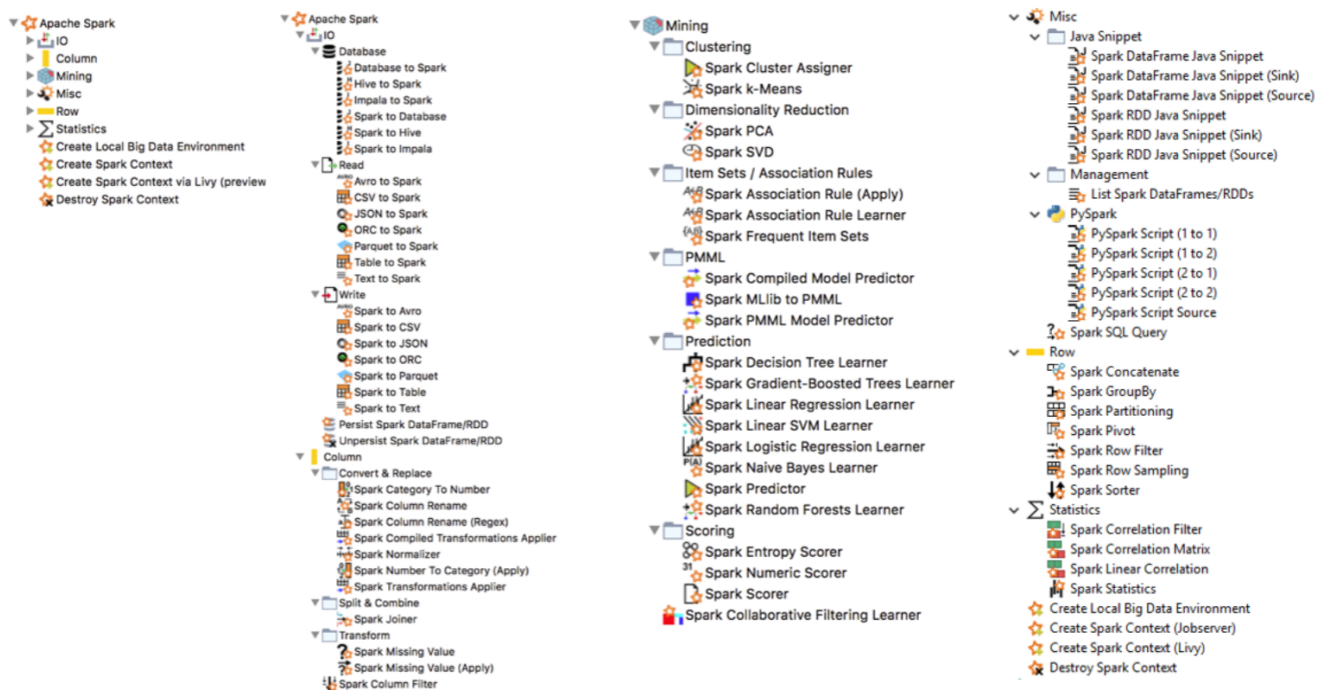 Apache Spark
IO
Column
Mining
Misc
Row
Statistics
Create Local Big Data Environment
Create Spark Context
Create Spark Context via Livy (preview
Destroy Spark Context
Apache Spark
IO
Database
Database to Spark
Hive to Spark
Impala to Spark
Spark to Database
Spark to Hive
Spark to Impala
Read
Avro to Spark
CSV to Spark
JSON to Spark
ORC to Spark
Parquet to Spark
Table to Spark
Text to Spark
Write
Spark to Avro
Spark to CSV
Spark to JSON
Spark to ORC
Spark to Parquet
Spark to Table
Spark to Text
Persist Spark DataFrame/RDD
Unpersist Spark DataFrame/RDD
Column
Convert & Replace
Spark Category To Number
Spark Column Rename
Spark Column Rename (Regex)
Spark Compiled Transformations Applier
Spark Normalizer
Spark Number To Category (Apply)
Spark Transformations Applier
Split & Combine
Spark Joiner
Transform
Spark Missing Value
Spark Missing Value (Apply)
Spark Column Filter
Mining
Clustering
Spark Cluster Assigner
Spark k-Means
Dimensionality Reduction
Spark PCA
Spark SVD
Item Sets / Association Rules
Spark Association Rule (Apply)
Spark Association Rule Learner
Spark Frequent Item Sets
PMML
Spark Compiled Model Predictor
Spark MLlib to PMML
Spark PMML Model Predictor
Prediction
Spark Decision Tree Learner
Spark Gradient-Boosted Trees Learner
Spark Linear Regression Learner
Spark Linear SVM Learner
Spark Logistic Regression Learner
Spark Naive Bayes Learner
Spark Predictor
Spark Random Forests Learner
Scoring
Spark Entropy Scorer
Spark Numeric Scorer
Spark Scorer
Spark Collaborative Filtering Learner
Misc
Java Snippet
Spark DataFrame Java Snippet
Spark DataFrame Java Snippet (Sink)
Spark DataFrame Java Snippet (Source)
Spark RDD Java Snippet
Spark RDD Java Snippet (Sink)
Spark RDD Java Snippet (Source)
Management
List Spark DataFrames/RDDs
PySpark
PySpark Script (1 to 1)
PySpark Script (1 to 2)
PySpark Script (2 to 1)
PySpark Script (2 to 2)
PySpark Script Source
Spark SQL Query
Row
Spark Concatenate
Spark GroupBy
Spark Partitioning
Spark Pivot
Spark Row Filter
Spark Row Sampling
Spark Sorter
Statistics
Spark Correlation Filter
Spark Correlation Matrix
Spark Linear Correlation
Spark Statistics
Create Local Big Data Environment
Create Spark Context (Jobserver)
Create Spark Context (Livy)
Destroy Spark Context